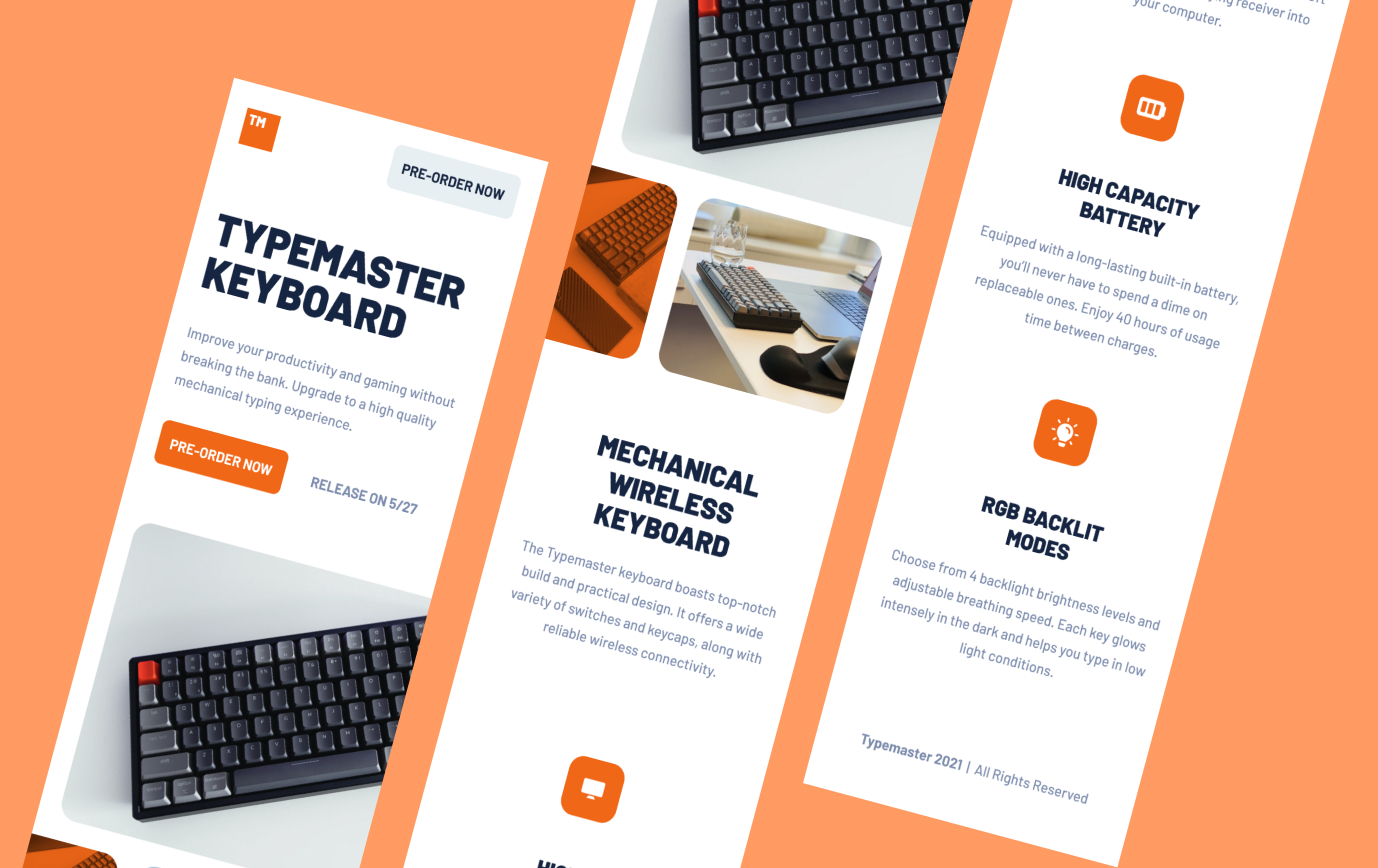 TM
PRE-ORDER NOW
TYPEMASTER
KEYBOARD
Improve your productivity and gaming without
breaking the bank. Upgrade to a high quality
mechanical typing experience.
PRE-ORDER NOW
RELEASE ON 5/27
MECHANICAL
WIRELESS
KEYBOARD
The Typemaster keyboard boasts top-notch
build and practical design. It offers a wide
variety of switches and keycaps, along with
reliable wireless connectivity.
receiver into
your computer.
HIGH CAPACITY
BATTERY
Equipped with a long-lasting built-in battery,
you'll never have to spend a dime on
replaceable ones. Enjoy 40 hours of usage
time between charges.
RGB BACKLIT
MODES
Choose from 4 backlight brightness levels and
adjustable breathing speed. Each key glows
intensely in the dark and helps you type in low
light conditions.
Typemaster 2021 | All Rights Reserved